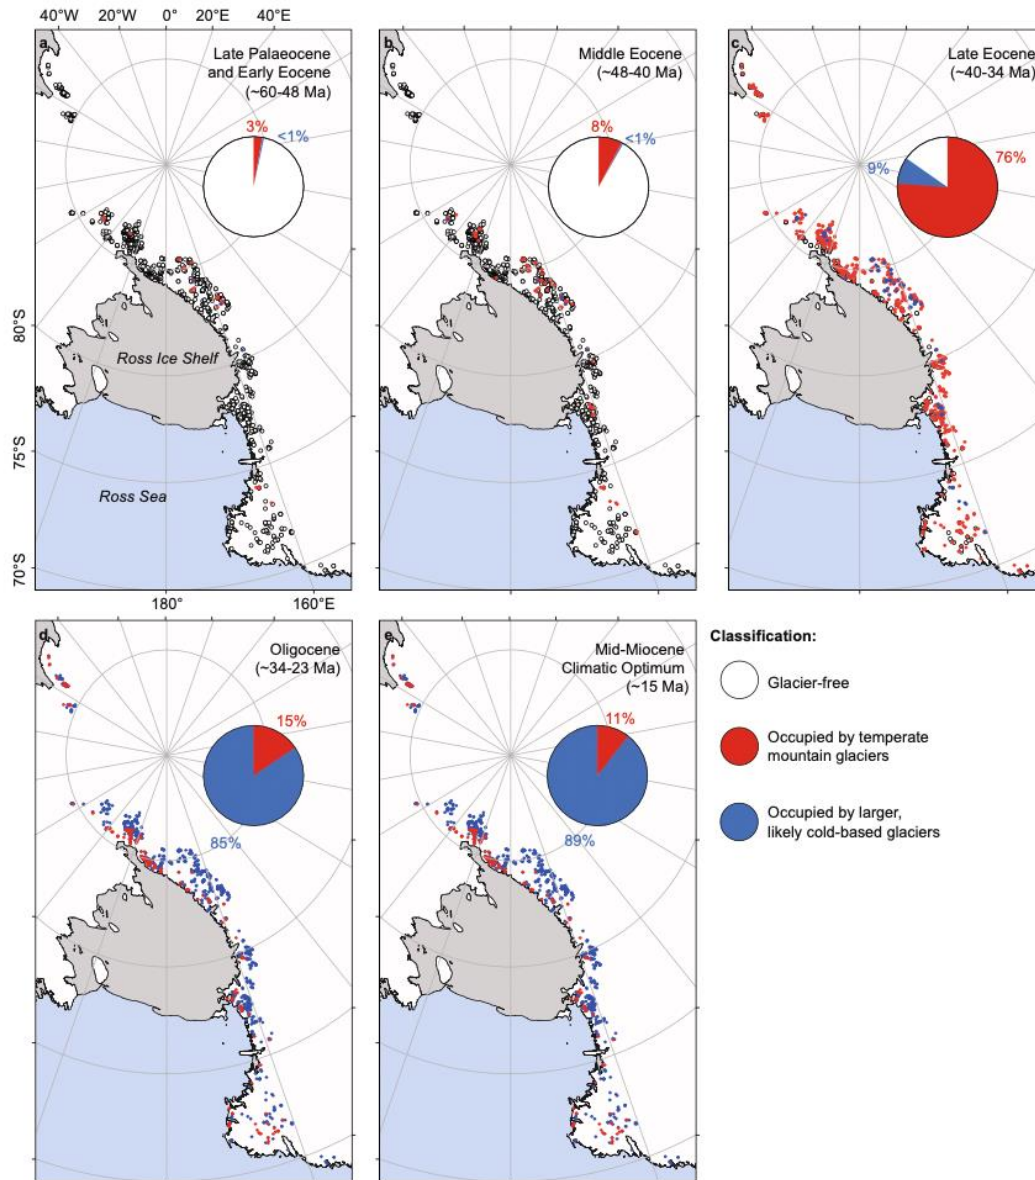 40°W 20°W 0° 20°E 40°E
a
Late Palaeocene
and Early Eocene
(~60-48 Ma)
3%
<1%
80°S
75°S
70°S
Ross Ice Shelf
Ross Sea
180°
160°E
b
Middle Eocene
(~48-40 Ma)
8%
<1%
c
Late Eocene
(~40-34 Ma)
9%
76%
d
Oligocene
(~34-23 Ma)
15%
85%
e
Mid-Miocene
Climatic Optimum
(~15 Ma)
11%
89%
Classification:
Glacier-free
Occupied by temperate
mountain glaciers
Occupied by larger,
likely cold-based glaciers